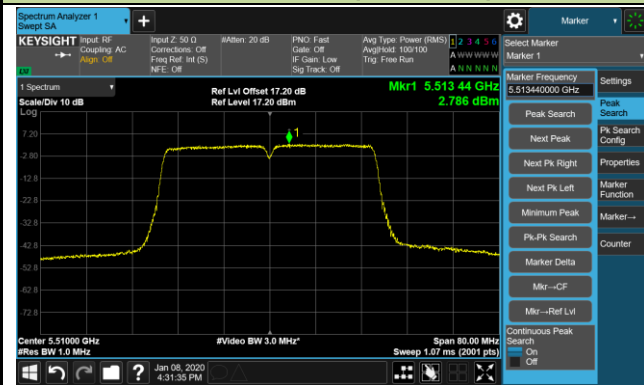 Spectrum Analyzer 1
Swept SA
Marker
KEYSIGHT
Input: RF
Coupling: AC
Align: Off
Input Z: 50 Ω
Corrections: Off
Freq Ref: Int (S)
NFE: Off
#Atten: 20 dB
PNO: Fast
Gate: Off
IF Gain: Low
Sig Track: Off
Avg Type: Power (RMS)
Avg|Hold: 100/100
Trig: Free Run
1 2 3 4 5 6
A W W W W W
A N N N N N
Select Marker
Marker 1
1 Spectrum
Scale/Div 10 dB
Log
Ref Lvl Offset 17.20 dB
Ref Level 17.20 dBm
Mkr1 5.513 44 GHz
2.786 dBm
1
7.20
-2.80
-12.8
-22.8
-32.8
-42.8
-52.8
-62.8
-72.8
Center 5.51000 GHz
#Res BW 1.0 MHz
#Video BW 3.0 MHz*
Span 80.00 MHz
Sweep 1.07 ms (2001 pts)
Marker Frequency
5.513440000 GHz
Peak Search
Next Peak
Next Pk Right
Next Pk Left
Minimum Peak
Pk-Pk Search
Marker Delta
Mkr→CF
Mkr→Ref Lvl
Continuous Peak
Search
On
Off
Settings
Peak
Search
Pk Search
Config
Properties
Marker
Function
Marker→
Counter
?
Jan 08, 2020
4:31:35 PM